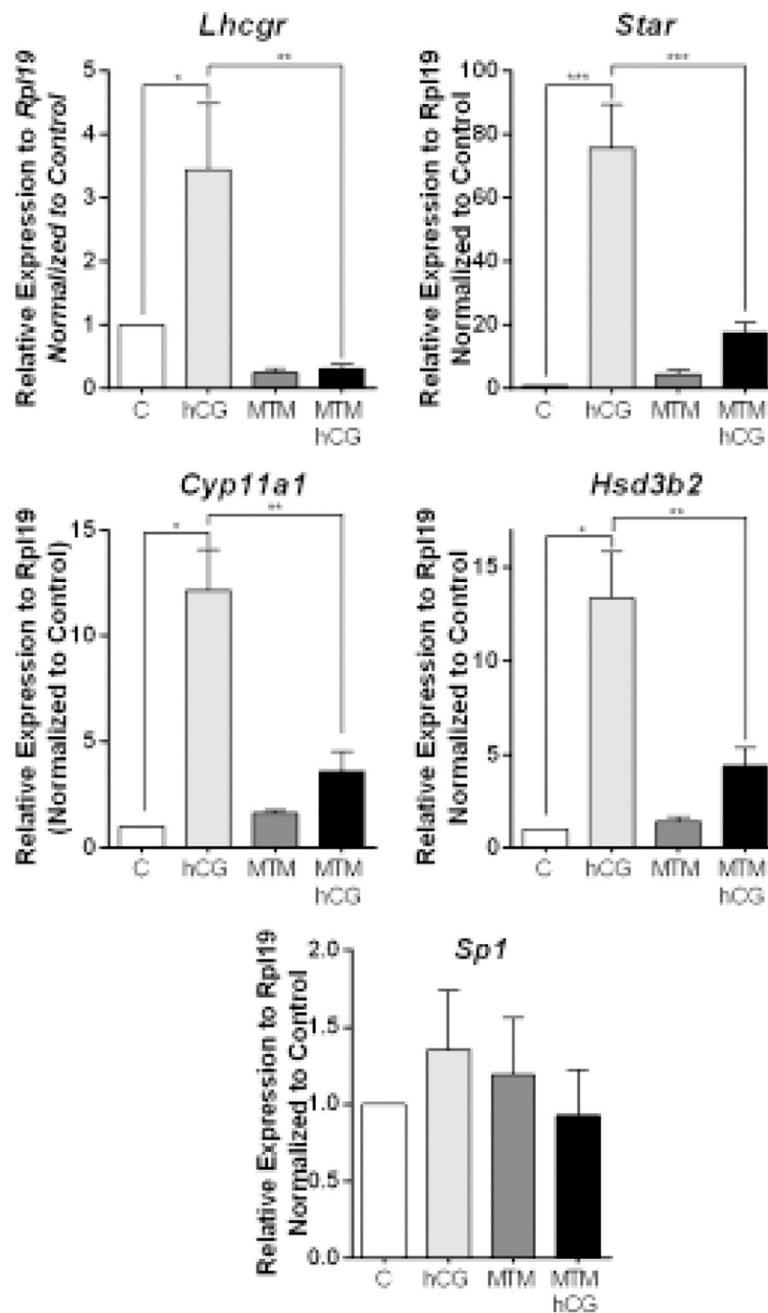 Lhcgr
Relative Expression to Rpl19
Normalized to Control
5
4
3
2
1
0
*
**
C
hCG
MTM
MTM
hCG
Star
Relative Expression to Rpl19
Normalized to Control
100
80
60
40
20
0
***
***
C
hCG
MTM
MTM
hCG
Cyp11a1
Relative Expression to Rpl19
(Normalized to Control)
15
10
5
0
*
**
C
hCG
MTM
MTM
hCG
Hsd3b2
Relative Expression to Rpl19
Normalized to Control
15
10
5
0
*
**
C
hCG
MTM
MTM
hCG
Sp1
Relative Expression to Rpl19
Normalized to Control
2.0
1.5
1.0
0.5
0.0
C
hCG
MTM
MTM
hCG